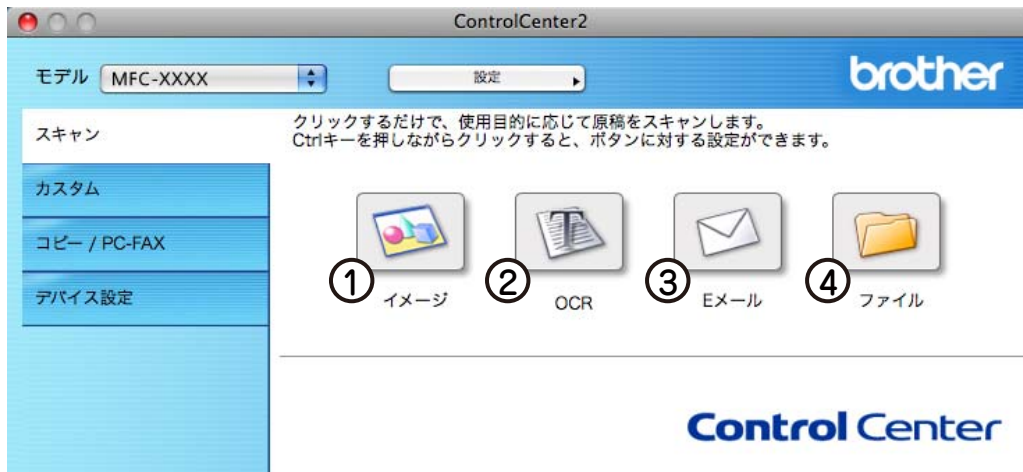 ControlCenter2
モデル MFC-XXXX 設定 brother
スキャン
クリックするだけで、使用目的に応じて原稿をスキャンします。
Ctrlキーを押しながらクリックすると、ボタンに対する設定ができます。
カスタム
コピー / PC-FAX
デバイス設定
① イメージ
② OCR
③ Eメール
④ ファイル
Control Center